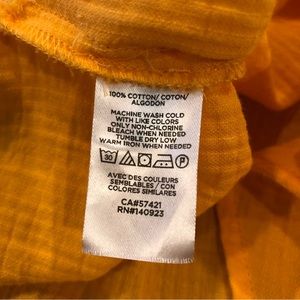 100% COTTON/ COTON/
ALGODON
MACHINE WASH COLD
WITH LIKE COLORS
ONLY NON-CHLORINE
BLEACH WHEN NEEDED
TUMBLE DRY LOW
WARM IRON WHEN NEEDED
30 P
AVEC DES COULEURS
SEMBLABLES / CON
COLORES SIMILARES
CA#57421
RN#140923